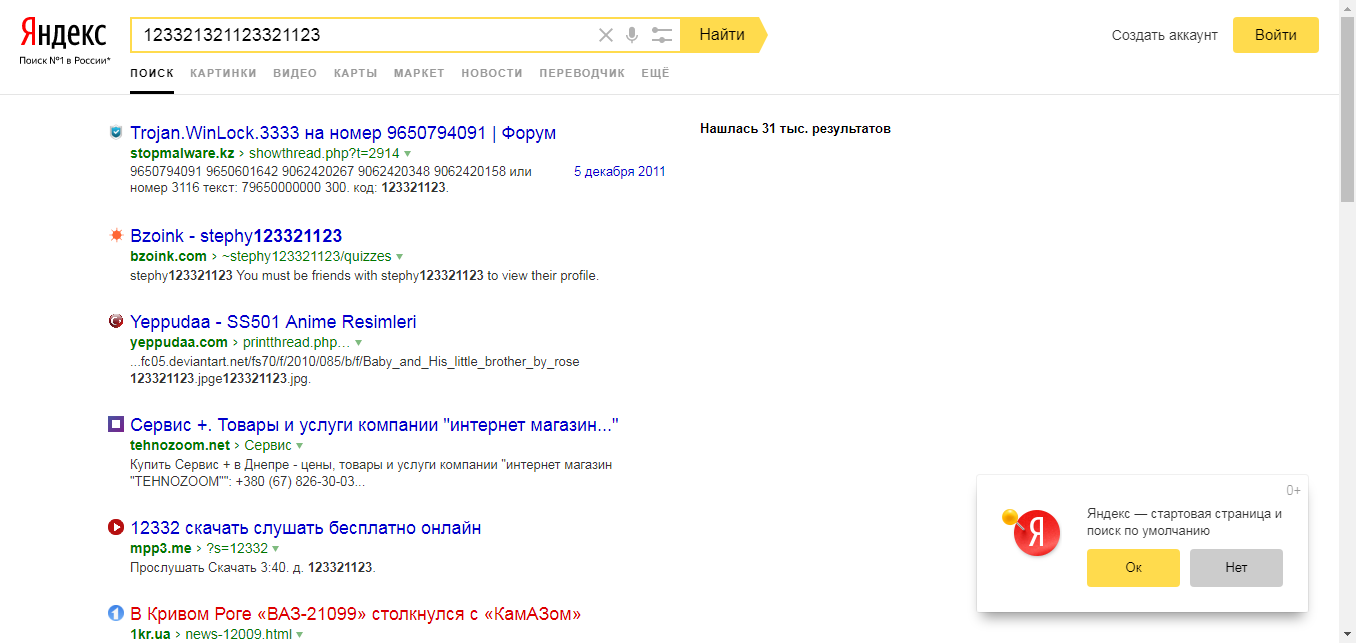 Яндекс
Поиск №1 в России*
123321321123321123
Найти
Создать аккаунт
Войти
ПОИСК КАРТИНКИ ВИДЕО КАРТЫ МАРКЕТ НОВОСТИ ПЕРЕВОДЧИК ЕЩЁ
Нашлась 31 тыс. результатов
Trojan.WinLock.3333 на номер 9650794091 | Форум
stopmalware.kz › showthread.php?t=2914
9650794091 9650601642 9062420267 9062420348 9062420158 или
5 декабря 2011
номер 3116 текст: 79650000000 300. код: 123321123.
Bzoink - stephy123321123
bzoink.com › ~stephy123321123/quizzes
stephy123321123 You must be friends with stephy123321123 to view their profile.
Yeppudaa - SS501 Anime Resimleri
yeppudaa.com › printthread.php…
...fc05.deviantart.net/fs70/f/2010/085/b/f/Baby_and_His_little_brother_by_rose
123321123.jpge123321123.jpg.
Сервис +. Товары и услуги компании "интернет магазин..."
tehnozoom.net › Сервис
Купить Сервис + в Днепре - цены, товары и услуги компании "интернет магазин
"TEHNOZOOM"": +380 (67) 826-30-03...
12332 скачать слушать бесплатно онлайн
mpp3.me › ?s=12332
Прослушать Скачать 3:40. д. 123321123.
В Кривом Роге «ВАЗ-21099» столкнулся с «КамАЗом»
1kr.ua › news-12009.html
0+
Я
Яндекс — стартовая страница и
поиск по умолчанию
Ок
Нет